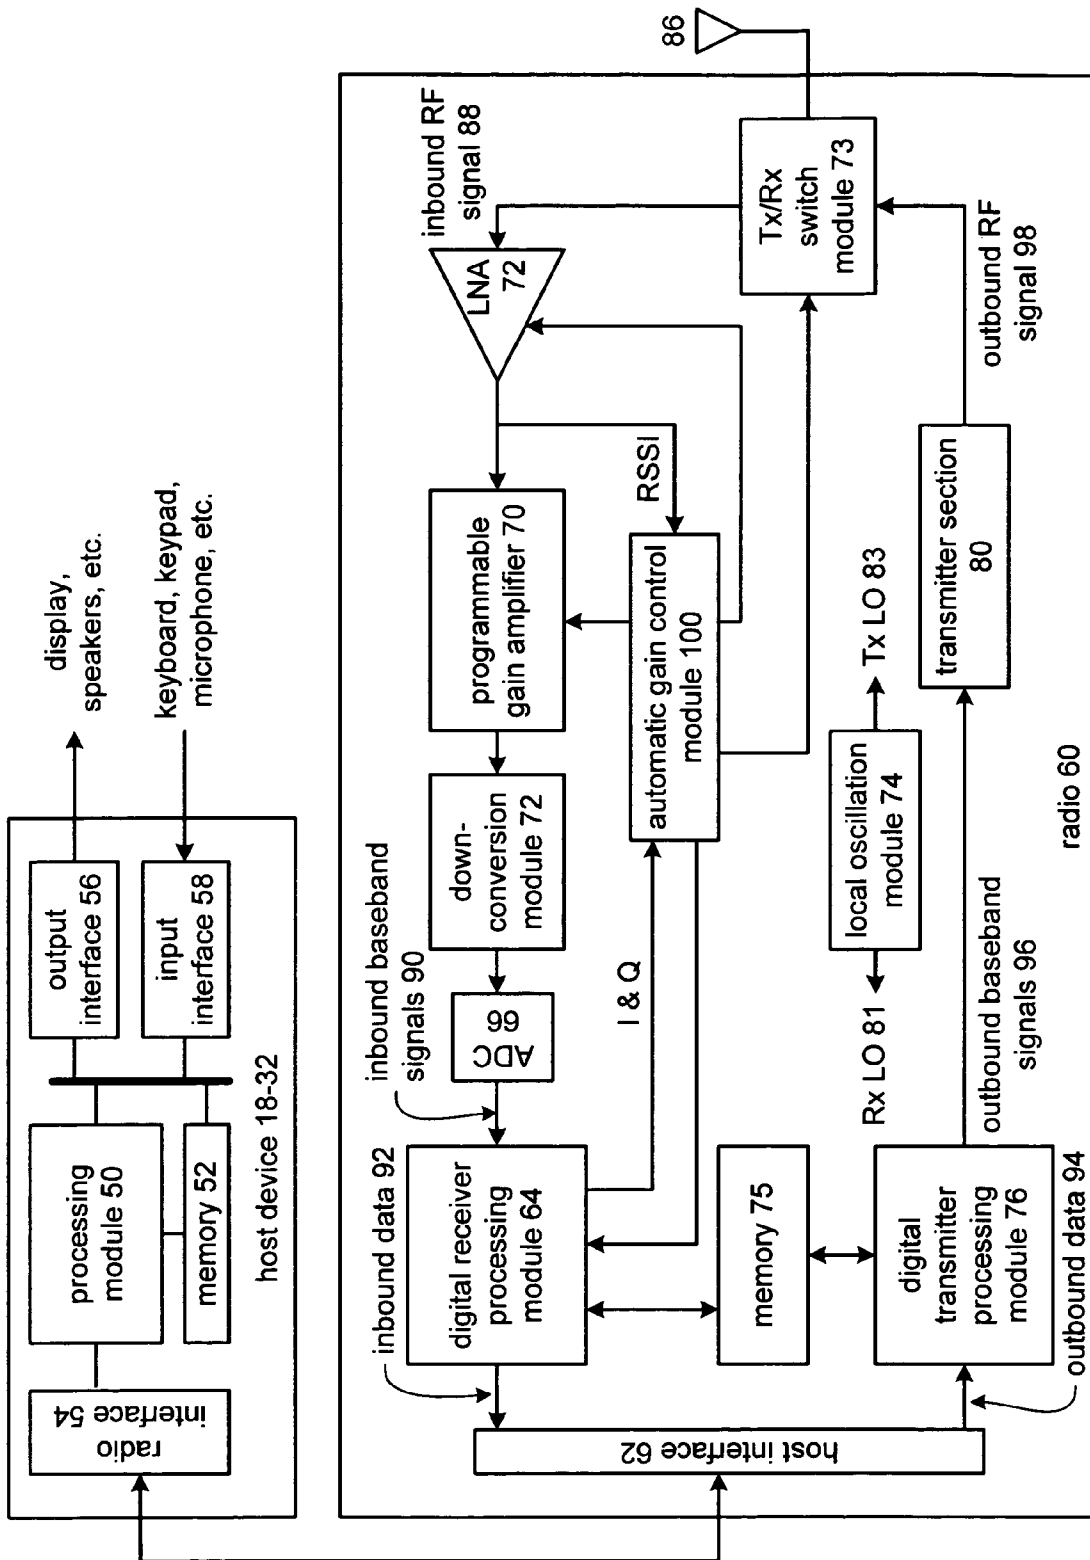 radio
interface 54
processing
module 50
memory 52
output
interface 56
input
interface 58
display,
speakers, etc.
keyboard, keypad,
microphone, etc.
host device 18-32
host interface 62
inbound data 92
digital receiver
processing
module 64
inbound baseband
signals 90
ADC
66
down-
conversion
module 72
programmable
gain amplifier 70
LNA
72
inbound RF
signal 88
86
I & Q
RSSI
automatic gain control
module 100
Tx/Rx
switch
module 73
memory 75
Rx LO 81
local oscillation
module 74
Tx LO 83
digital
transmitter
processing
module 76
outbound data 94
outbound baseband
signals 96
transmitter section
80
outbound RF
signal 98
radio 60